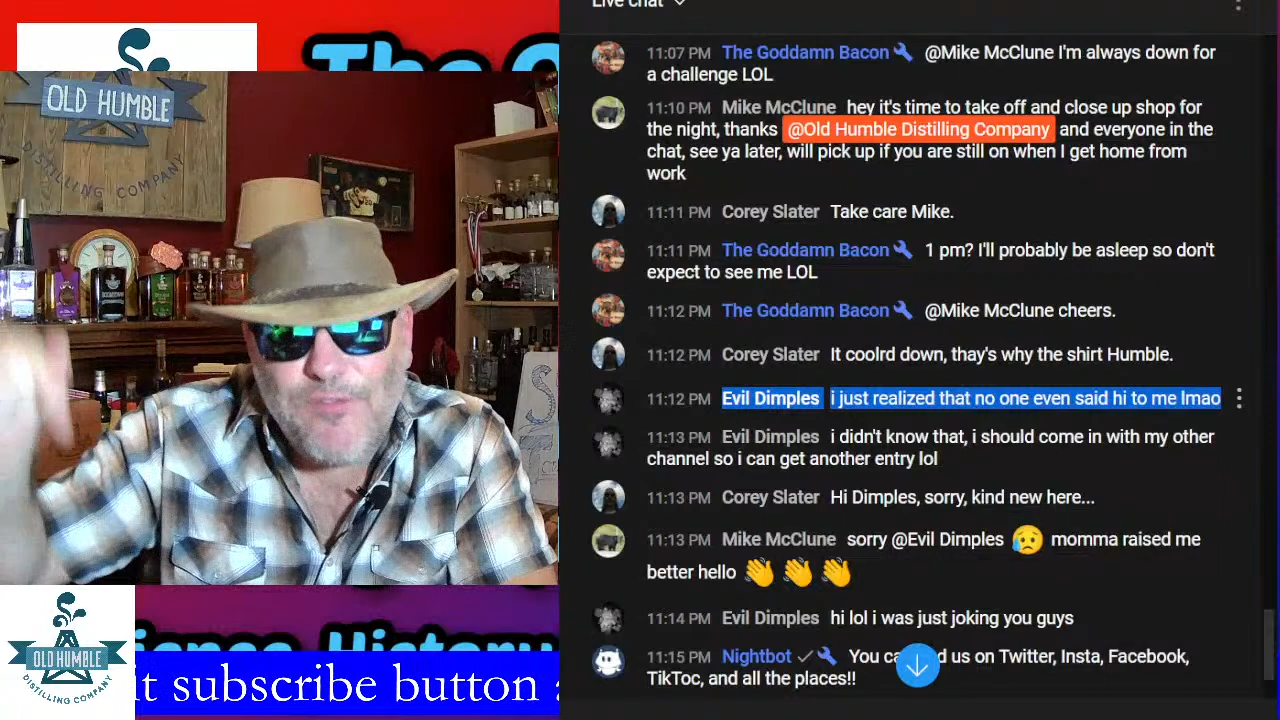 OLD HUMBLE
DISTILLING COMPANY
The
Live chat
11:07 PM The Goddamn Bacon @Mike McClune I'm always down for
a challenge LOL
11:10 PM Mike McClune hey it's time to take off and close up shop for
the night, thanks @Old Humble Distilling Company and everyone in the
chat, see ya later, will pick up if you are still on when I get home from
work
11:11 PM Corey Slater Take care Mike.
11:11 PM The Goddamn Bacon 1 pm? I'll probably be asleep so don't
expect to see me LOL
11:12 PM The Goddamn Bacon @Mike McClune cheers.
11:12 PM Corey Slater It coolrd down, thay's why the shirt Humble.
11:12 PM Evil Dimples i just realized that no one even said hi to me lmao
11:13 PM Evil Dimples i didn't know that, i should come in with my other
channel so i can get another entry lol
11:13 PM Corey Slater Hi Dimples, sorry, kind new here...
11:13 PM Mike McClune sorry @Evil Dimples 😥 momma raised me
better hello 👋 👋 👋
11:14 PM Evil Dimples hi lol i was just joking you guys
11:15 PM Nightbot You us on Twitter, Insta, Facebook,
TikToc, and all the places!!
OLD HUMBLE
DISTILLING COMPANY
History
it subscribe button a